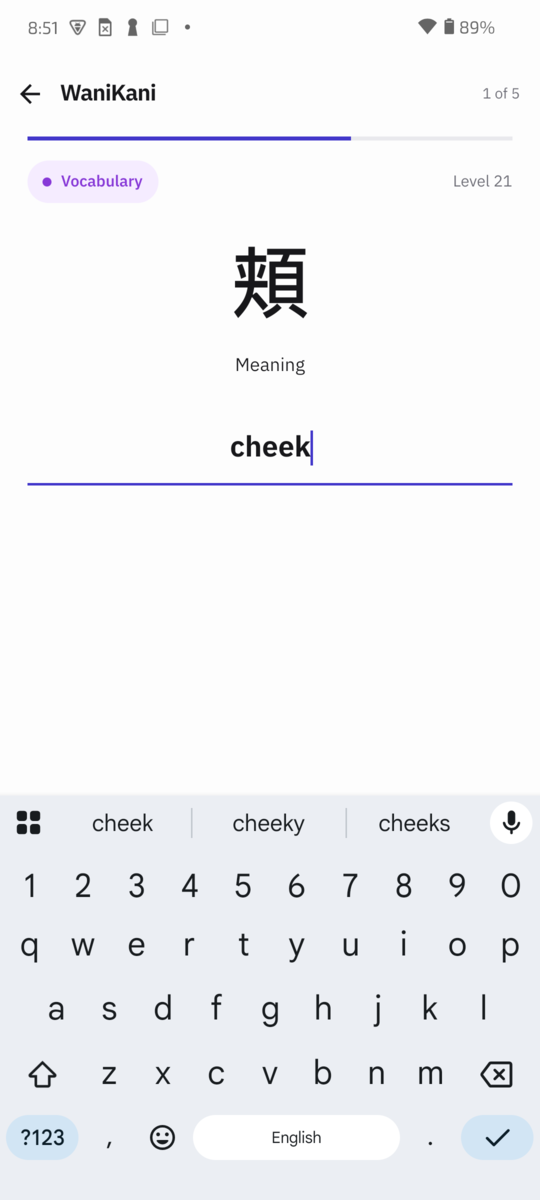 8:51 89%
WaniKani 1 of 5
Vocabulary Level 21
頬
Meaning
cheek
cheek cheeky cheeks
1 2 3 4 5 6 7 8 9 0
q w e r t y u i o p
a s d f g h j k l
z x c v b n m
?123 , English .